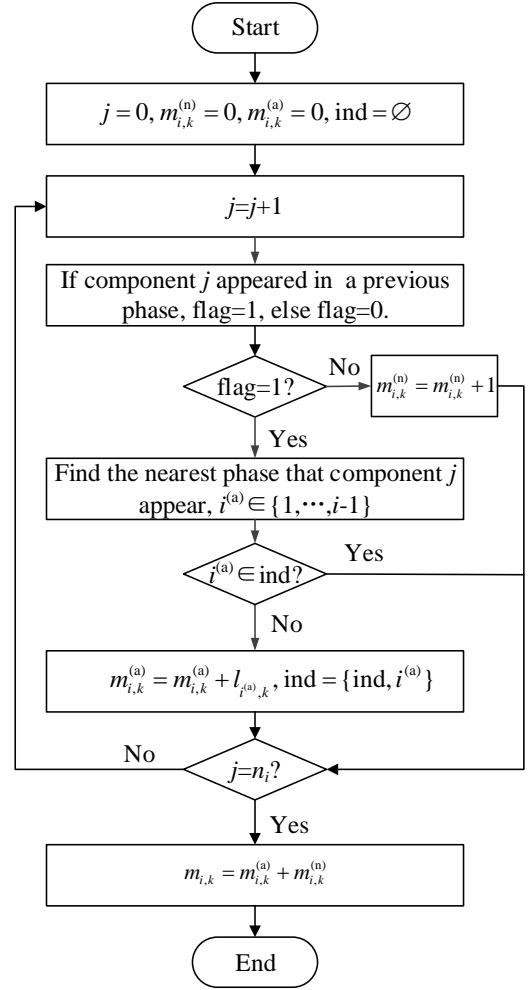 Start
j = 0, m_{i,k}^{(n)} = 0, m_{i,k}^{(a)} = 0, ind = ∅
j=j+1
If component j appeared in a previous
phase, flag=1, else flag=0.
flag=1?
No
m_{i,k}^{(n)} = m_{i,k}^{(n)} + 1
Yes
Find the nearest phase that component j
appear, i^{(a)} ∈ {1,⋯,i-1}
i^{(a)} ∈ ind?
Yes
No
m_{i,k}^{(a)} = m_{i,k}^{(a)} + l_{i^{(a)},k}, ind = {ind, i^{(a)}}
No
j=n_i?
Yes
m_{i,k} = m_{i,k}^{(a)} + m_{i,k}^{(n)}
End